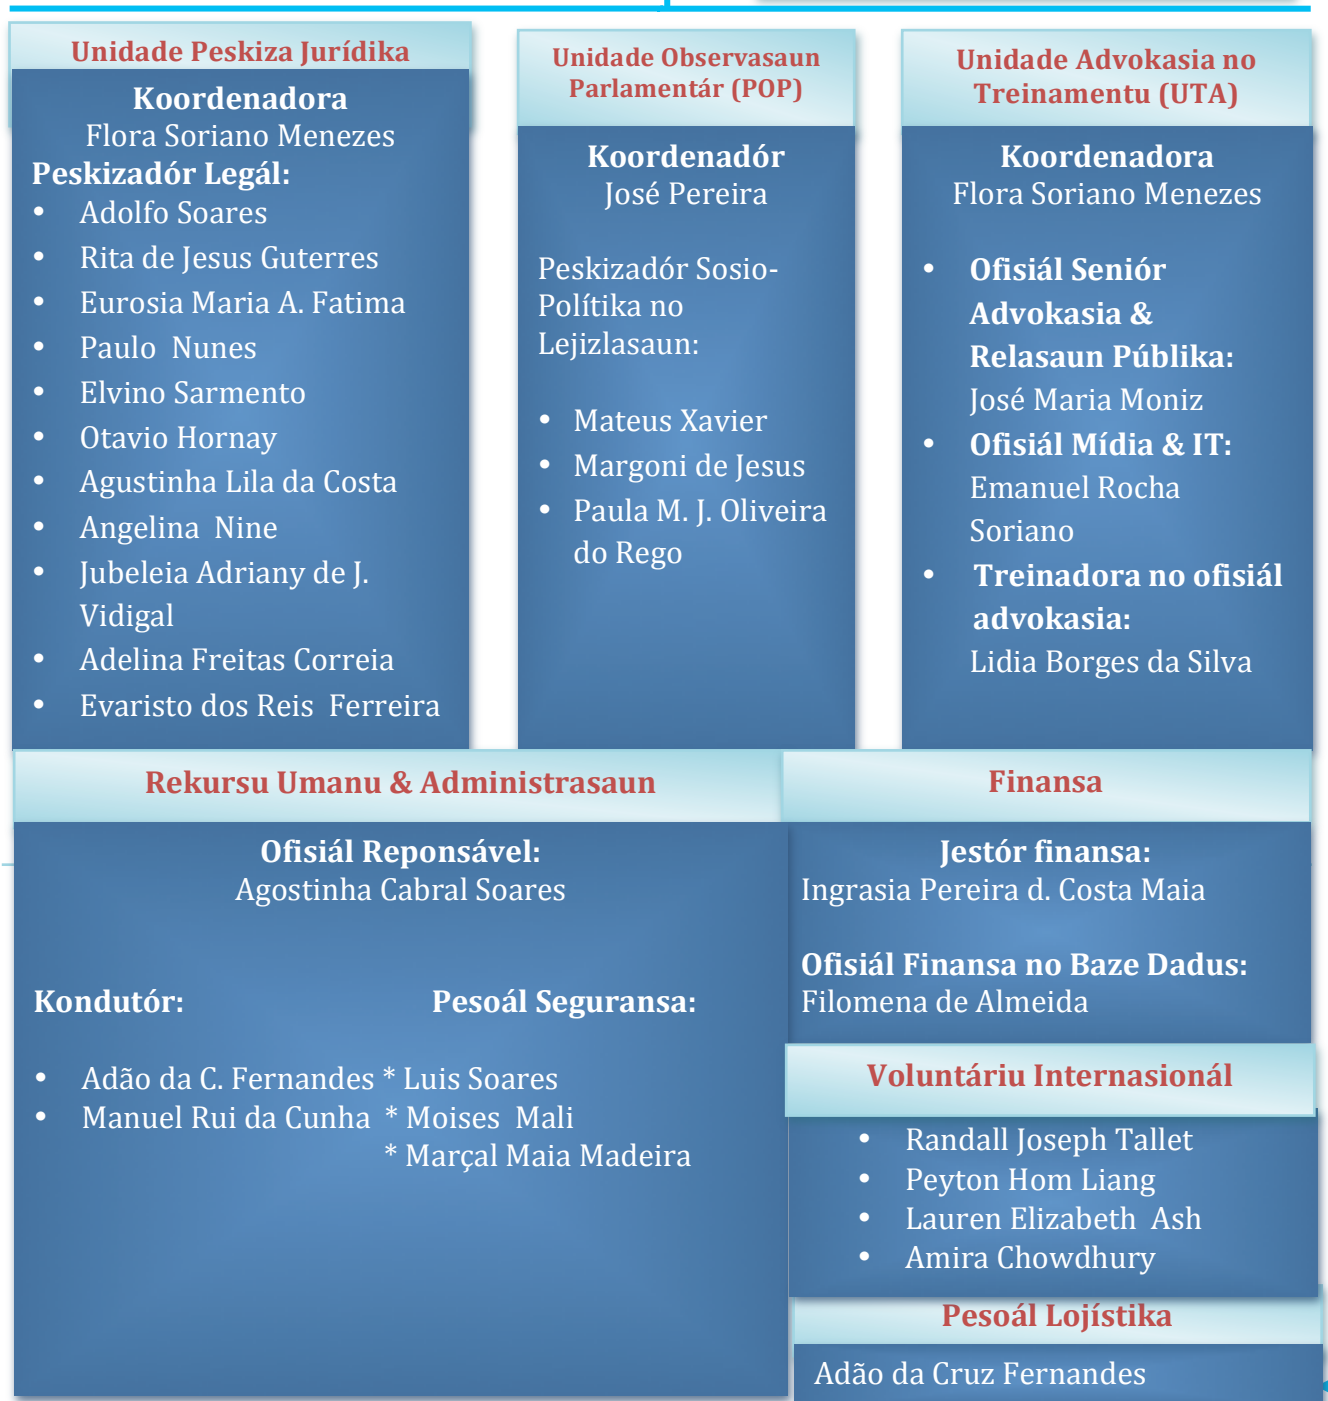 Unidade Peskiza Jurídika
Koordenadora
Flora Soriano Menezes
Peskizadór Legál:
• Adolfo Soares
• Rita de Jesus Guterres
• Eurosia Maria A. Fatima
• Paulo Nunes
• Elvino Sarmento
• Otavio Hornay
• Agustinha Lila da Costa
• Angelina Nine
• Jubeleia Adriany de J.
Vidigal
• Adelina Freitas Correia
• Evaristo dos Reis Ferreira
Unidade Observasaun
Parlamentár (POP)
Koordenadór
José Pereira
Peskizadór Sosio-
Polítika no
Lejizlasaun:
• Mateus Xavier
• Margoni de Jesus
• Paula M. J. Oliveira
do Rego
Unidade Advokasia no
Treinamentu (UTA)
Koordenadora
Flora Soriano Menezes
• Ofisiál Seniór
Advokasia &
Relasaun Públika:
José Maria Moniz
• Ofisiál Mídia & IT:
Emanuel Rocha
Soriano
• Treinadora no ofisiál
advokasia:
Lidia Borges da Silva
Rekursu Umanu & Administrasaun
Ofisiál Reponsável:
Agostinha Cabral Soares
Kondutór: Pesoál Seguransa:
• Adão da C. Fernandes * Luis Soares
• Manuel Rui da Cunha * Moises Mali
* Marçal Maia Madeira
Finansa
Jestór finansa:
Ingrasia Pereira d. Costa Maia
Ofisiál Finansa no Baze Dadus:
Filomena de Almeida
Voluntáriu Internasionál
• Randall Joseph Tallet
• Peyton Hom Liang
• Lauren Elizabeth Ash
• Amira Chowdhury
Pesoál Lojístika
Adão da Cruz Fernandes